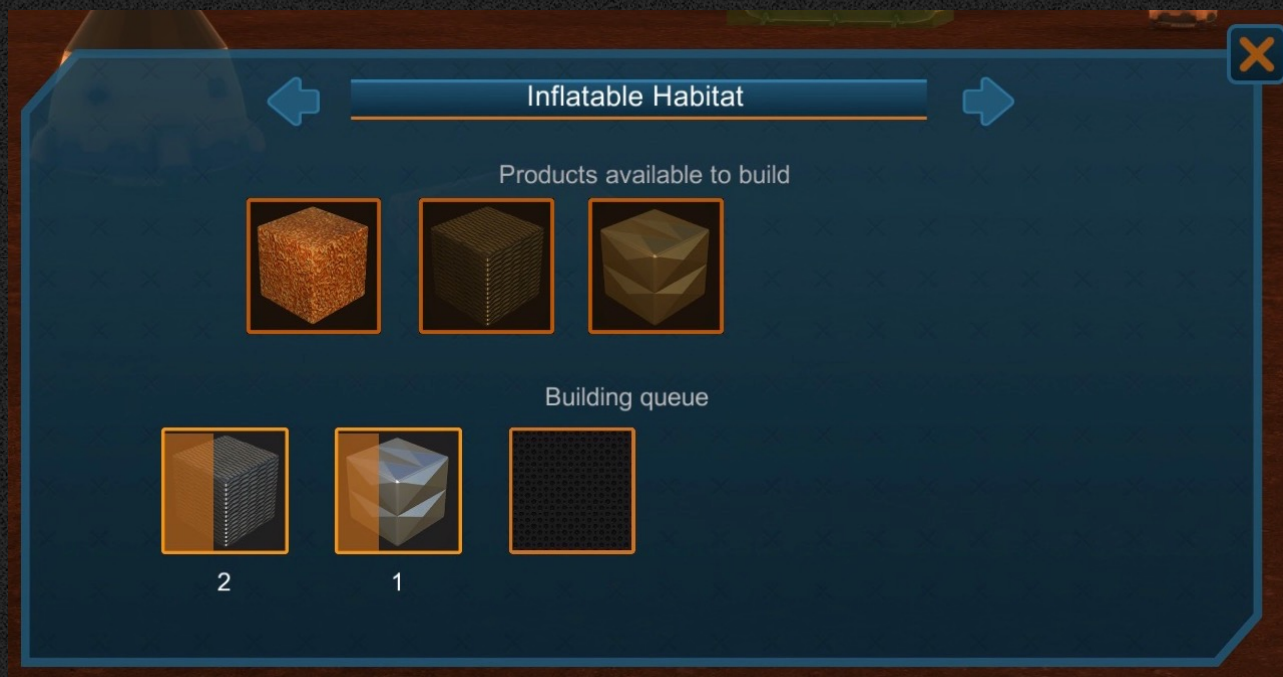 Inflatable Habitat
Products available to build
Building queue
2
1